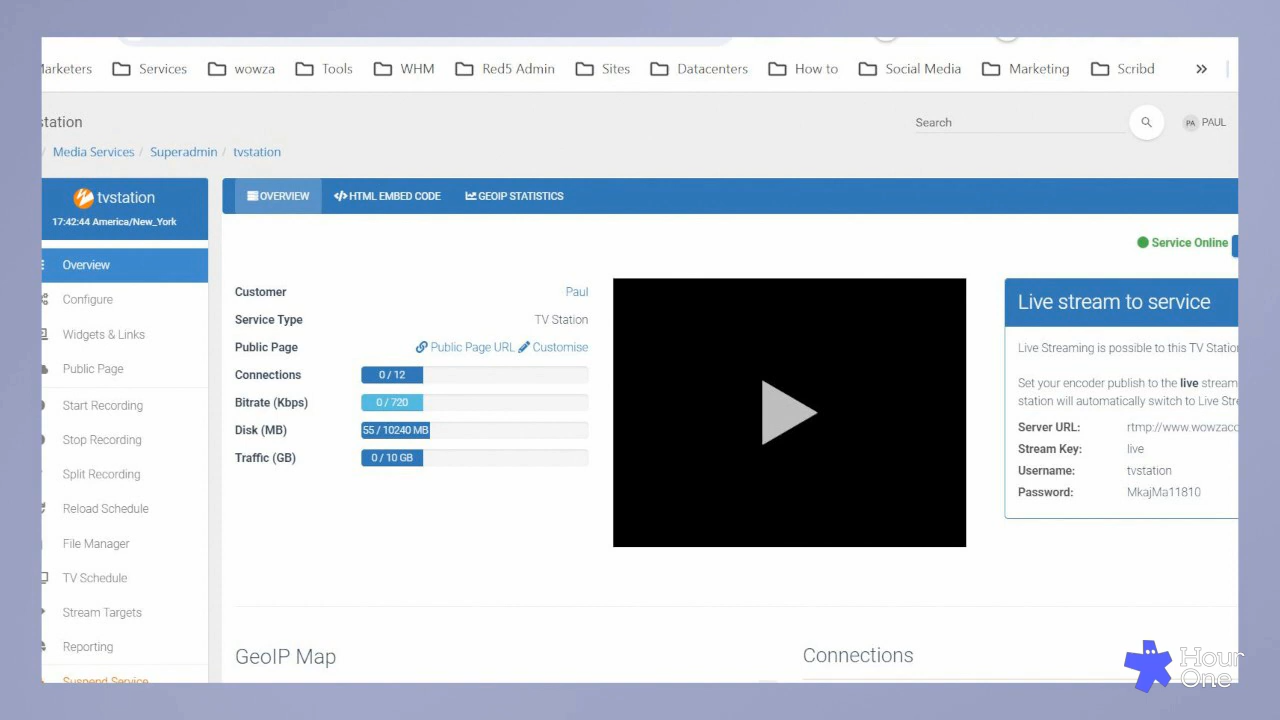 arketers Services wowza Tools WHM Red5 Admin Sites Datacenters How to Social Media Marketing Scribd »
station Search PA PAUL
/ Media Services / Superadmin / tvstation
tvstation
17:42:44 America/New_York
OVERVIEW HTML EMBED CODE GEOIP STATISTICS
Service Online
Overview
Configure
Widgets & Links
Public Page
Start Recording
Stop Recording
Split Recording
Reload Schedule
File Manager
TV Schedule
Stream Targets
Reporting
Suspend Service
Customer Paul
Service Type TV Station
Public Page Public Page URL Customise
Connections 0 / 12
Bitrate (Kbps) 0 / 720
Disk (MB) 55 / 10240 MB
Traffic (GB) 0 / 10 GB
Live stream to service
Live Streaming is possible to this TV Station
Set your encoder publish to the live stream
station will automatically switch to Live Stre
Server URL: rtmp://www.wowzaco
Stream Key: live
Username: tvstation
Password: MkajMa11810
GeoIP Map
Connections
Hour
One